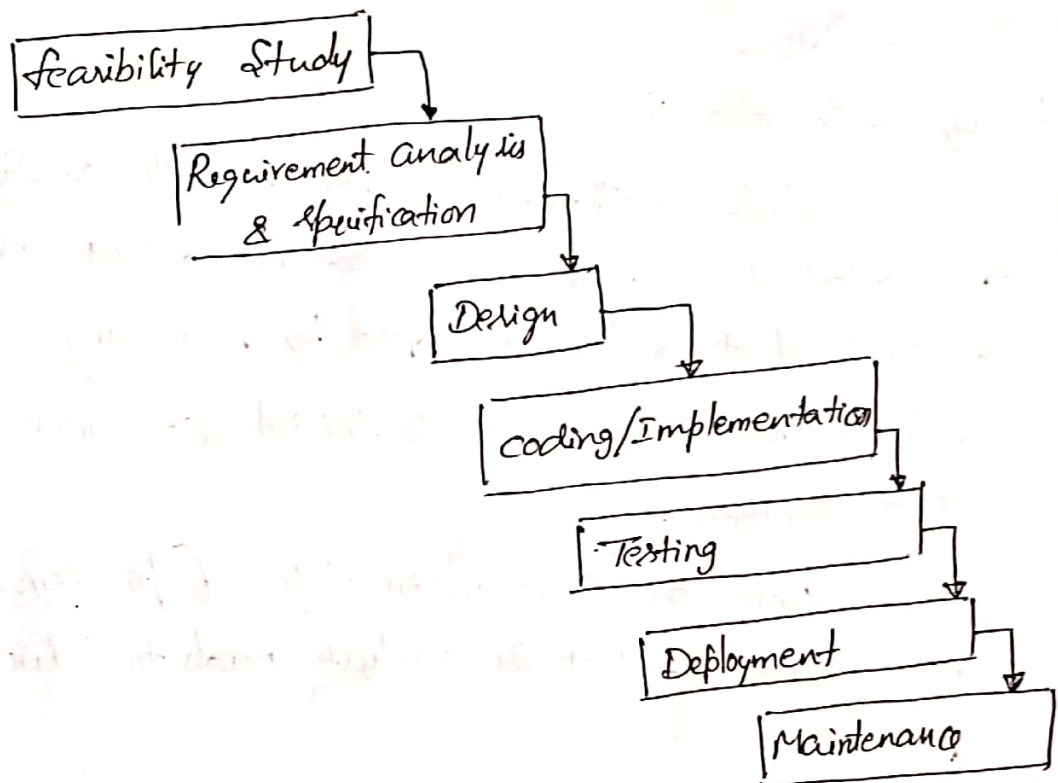 feasibility Study
Requirement analysis
& specification
Design
coding/Implementation
Testing
Deployment
Maintenance